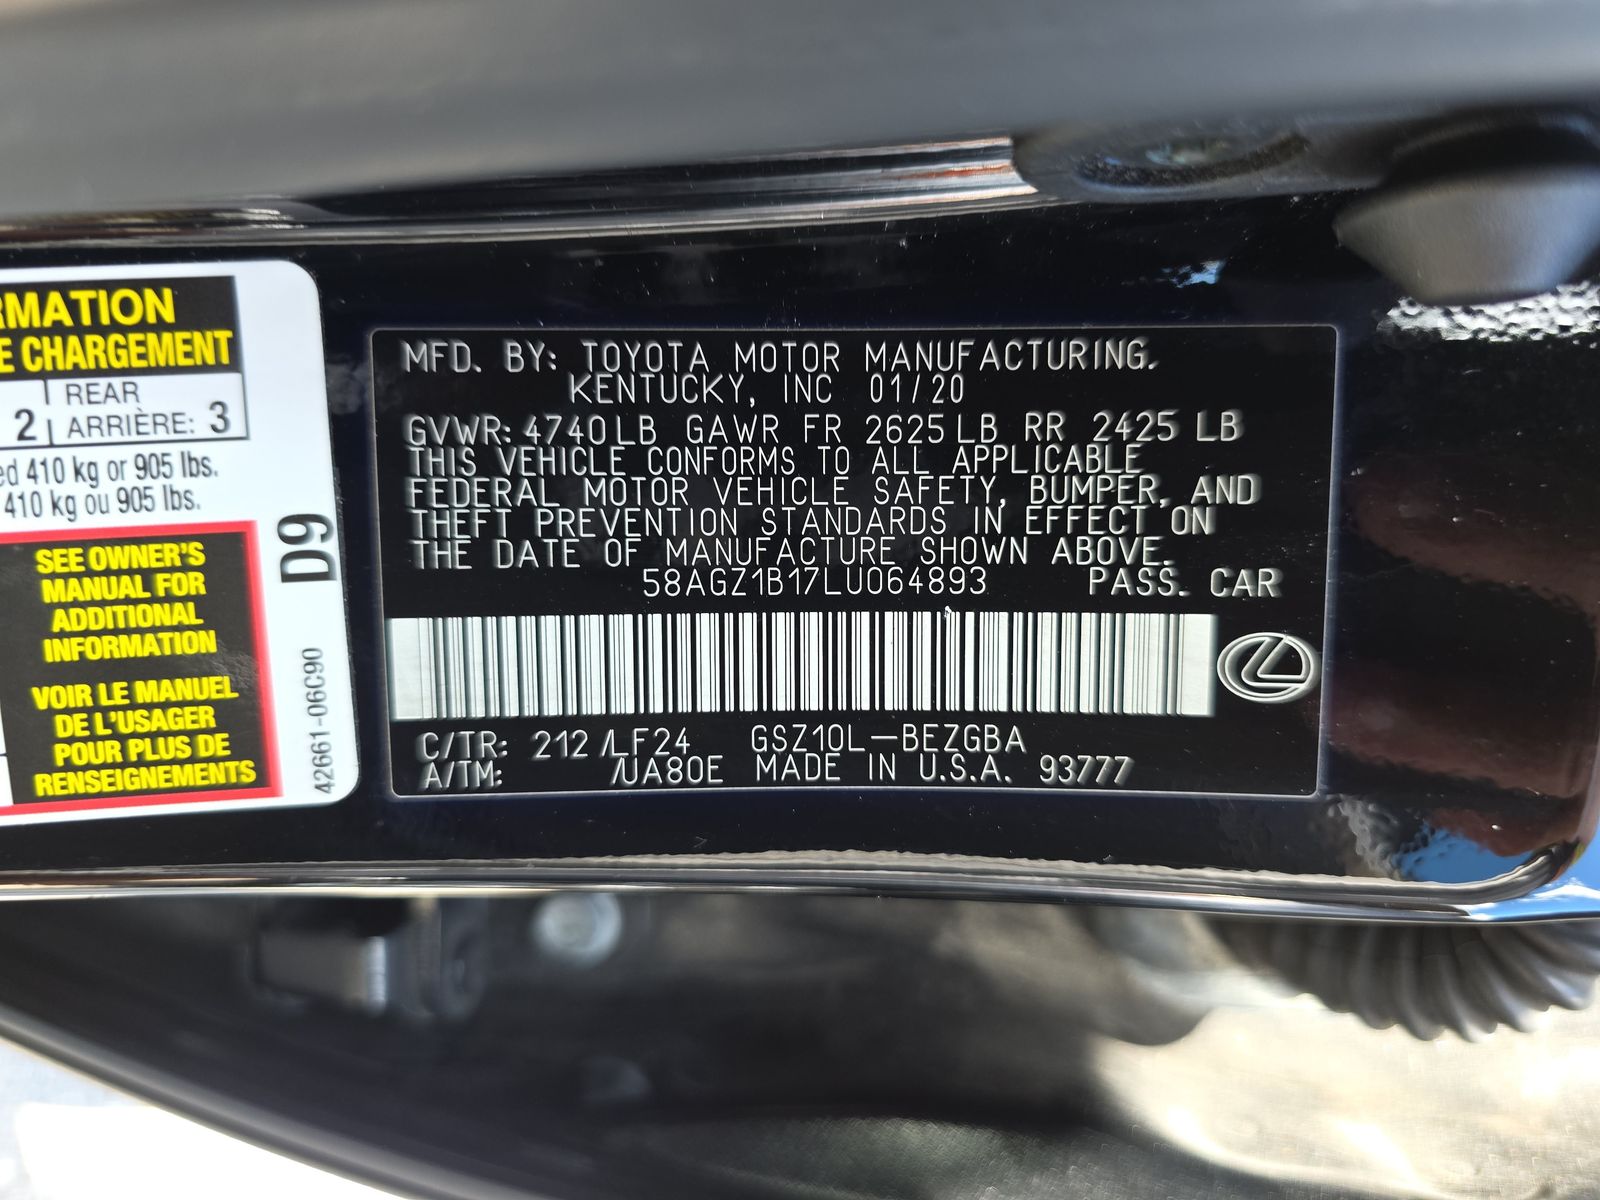 RMATION
E CHARGEMENT
2 REAR
ARRIÈRE: 3
ed 410 kg or 905 lbs.
410 kg ou 905 lbs.
SEE OWNER'S
MANUAL FOR
ADDITIONAL
INFORMATION
VOIR LE MANUEL
DE L'USAGER
POUR PLUS DE
RENSEIGNEMENTS
D9
42661-06C90
MFD. BY: TOYOTA MOTOR MANUFACTURING.
KENTUCKY, INC 01/20
GVWR: 4740LB GAWR FR 2625LB RR 2425 LB
THIS VEHICLE CONFORMS TO ALL APPLICABLE
FEDERAL MOTOR VEHICLE SAFETY, BUMPER, AND
THEFT PREVENTION STANDARDS IN EFFECT ON
THE DATE OF MANUFACTURE SHOWN ABOVE.
58AGZ1B17LU064893 PASS. CAR
C/TR: 212 /LF24 GSZ10L-BEZGBA
A/TM: /UA80E MADE IN U.S.A. 93777